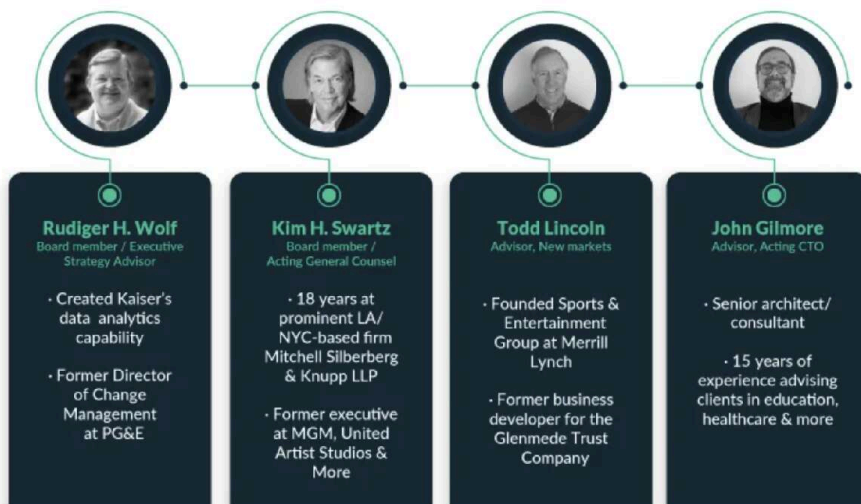 Rudiger H. Wolf
Board member / Executive
Strategy Advisor
· Created Kaiser's
data analytics
capability
· Former Director
of Change
Management
at PG&E
Kim H. Swartz
Board member /
Acting General Counsel
· 18 years at
prominent LA/
NYC-based firm
Mitchell Silberberg
& Knupp LLP
· Former executive
at MGM, United
Artist Studios &
More
Todd Lincoln
Advisor, New markets
· Founded Sports &
Entertainment
Group at Merrill
Lynch
· Former business
developer for the
Glenmede Trust
Company
John Gilmore
Advisor, Acting CTO
· Senior architect/
consultant
· 15 years of
experience advising
clients in education,
healthcare & more